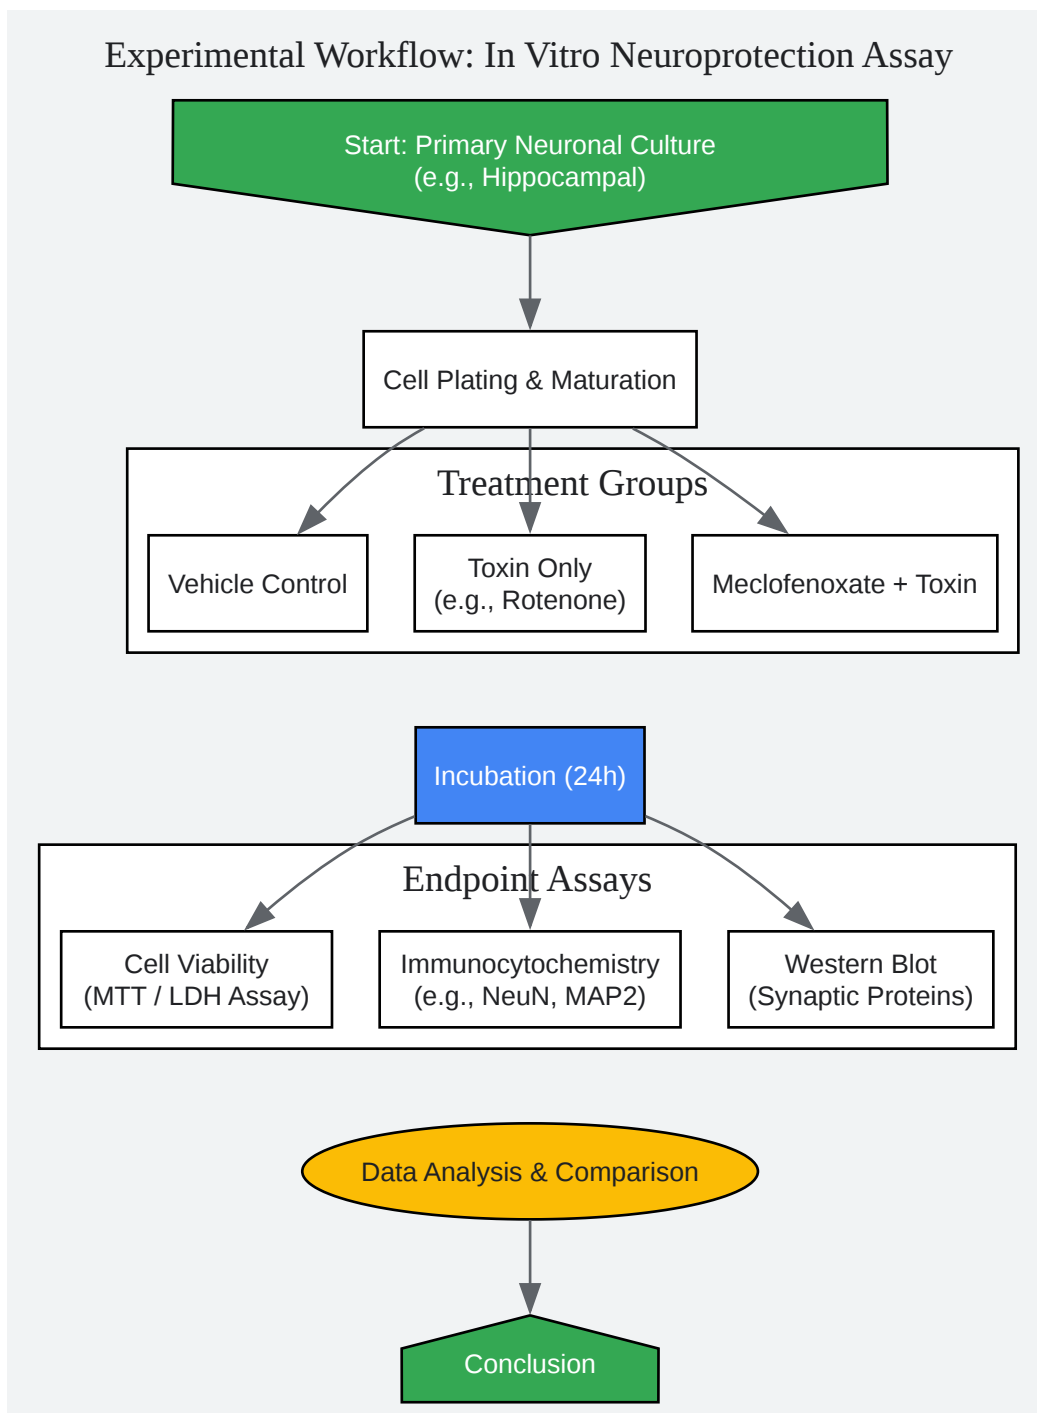 Experimental Workflow: In Vitro Neuroprotection Assay
Start: Primary Neuronal Culture
(e.g., Hippocampal)
Cell Plating & Maturation
Treatment Groups
Vehicle Control
Toxin Only
(e.g., Rotenone)
Meclofenoxate + Toxin
Incubation (24h)
Endpoint Assays
Cell Viability
(MTT / LDH Assay)
Immunocytochemistry
(e.g., NeuN, MAP2)
Western Blot
(Synaptic Proteins)
Data Analysis & Comparison
Conclusion